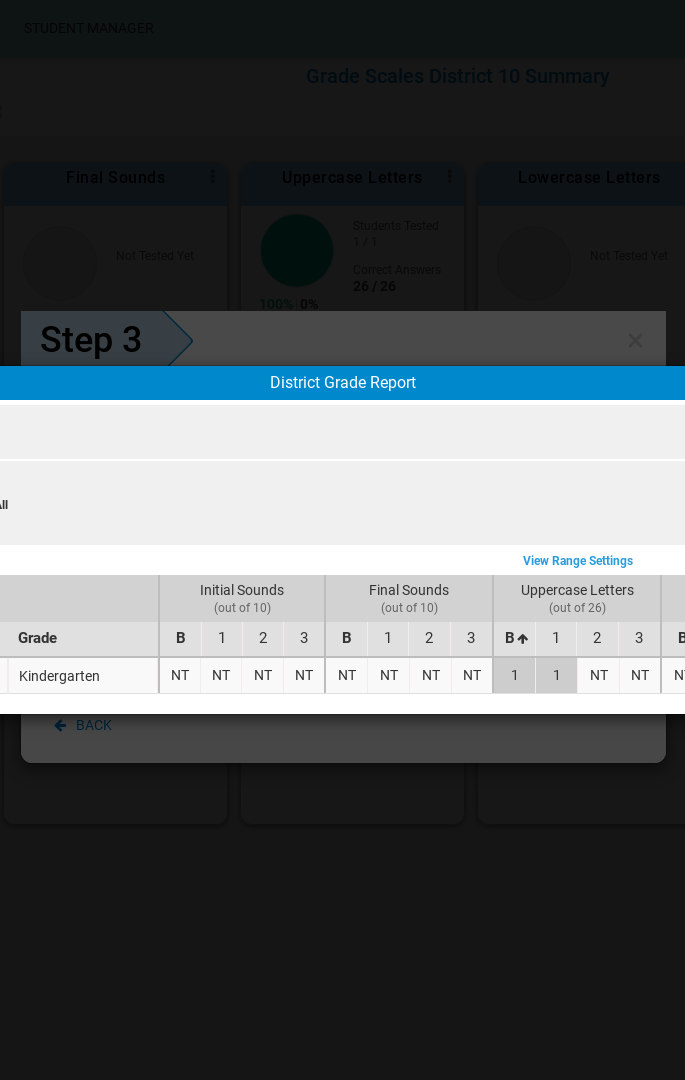 STUDENT MANAGER
Grade Scales District 10 Summary
Final Sounds
Uppercase Letters
Lowercase Letters
Not Tested Yet
Students Tested
1 / 1
Correct Answers
26 / 26
100% 0%
Not Tested Yet
Step 3
×
District Grade Report
All
View Range Settings
Initial Sounds
(out of 10)
Final Sounds
(out of 10)
Uppercase Letters
(out of 26)
Grade B 1 2 3 B 1 2 3 B 1 2 3 B
Kindergarten NT NT NT NT NT NT NT NT 1 1 NT NT
BACK